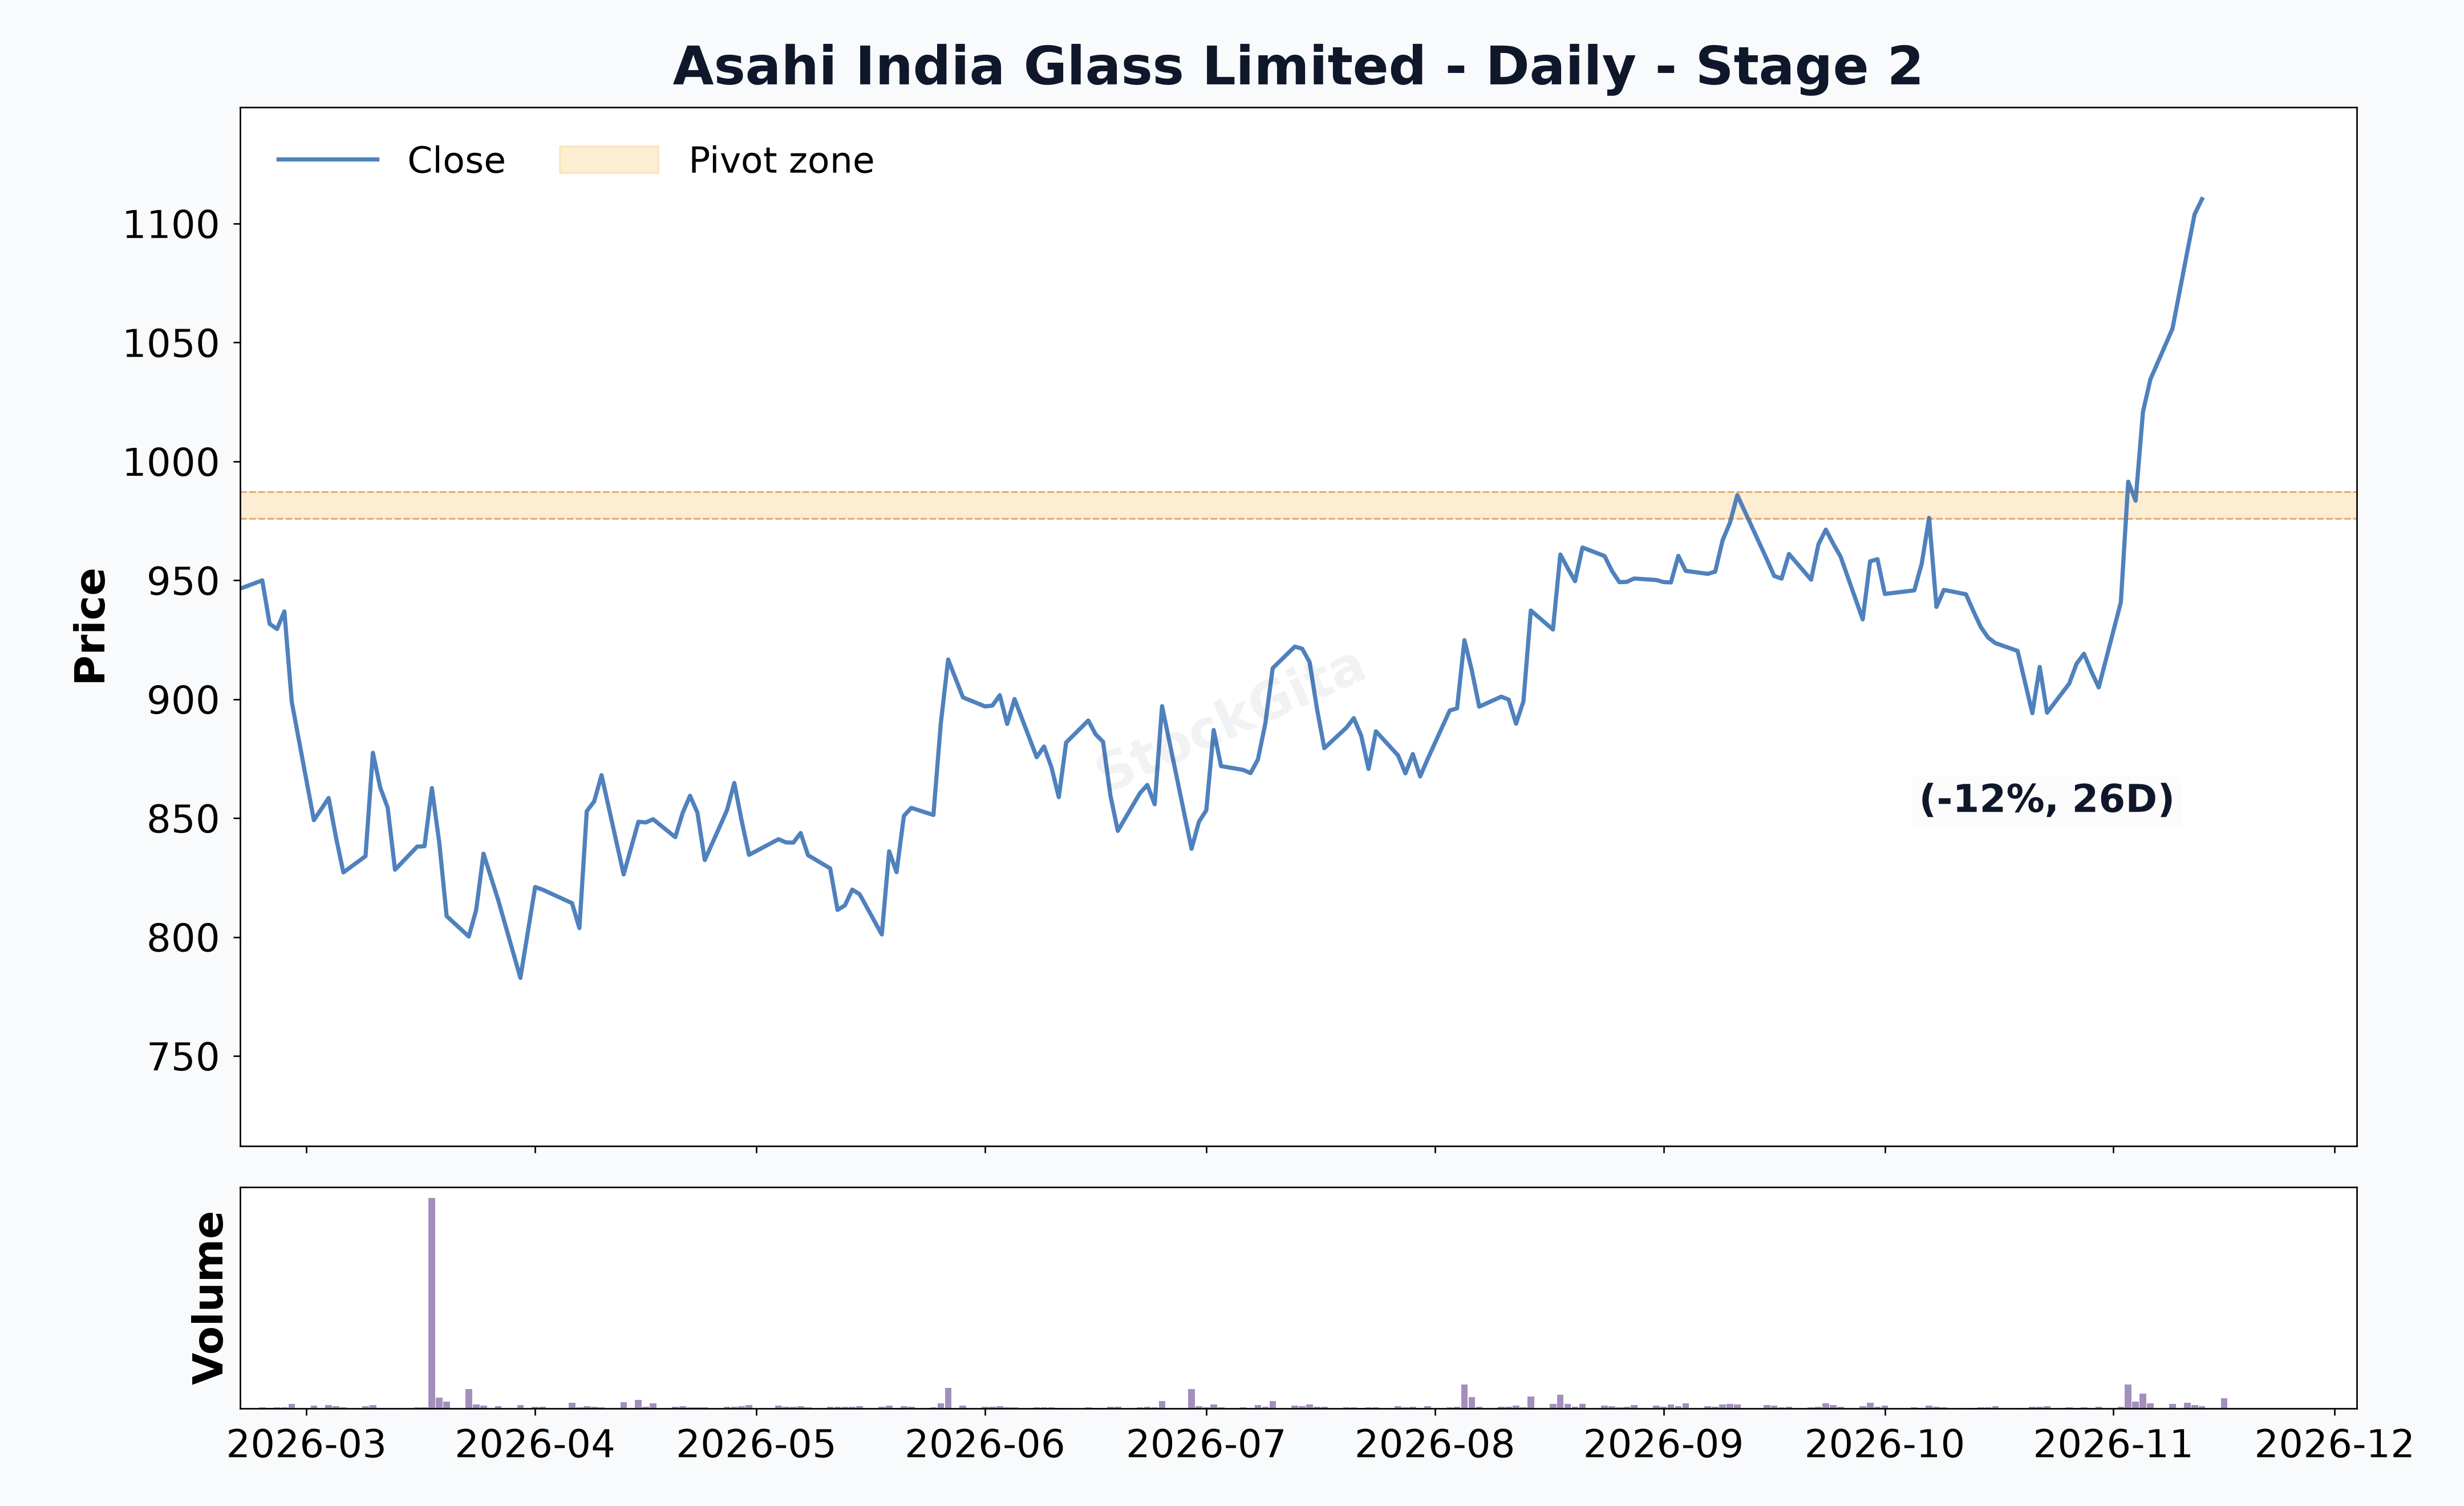 Asahi India Glass Limited - Daily - Stage 2
Close
Pivot zone
1100
1050
1000
950
900
850
800
750
Price
StockGita
(-12%, 26D)
Volume
2026-03
2026-04
2026-05
2026-06
2026-07
2026-08
2026-09
2026-10
2026-11
2026-12